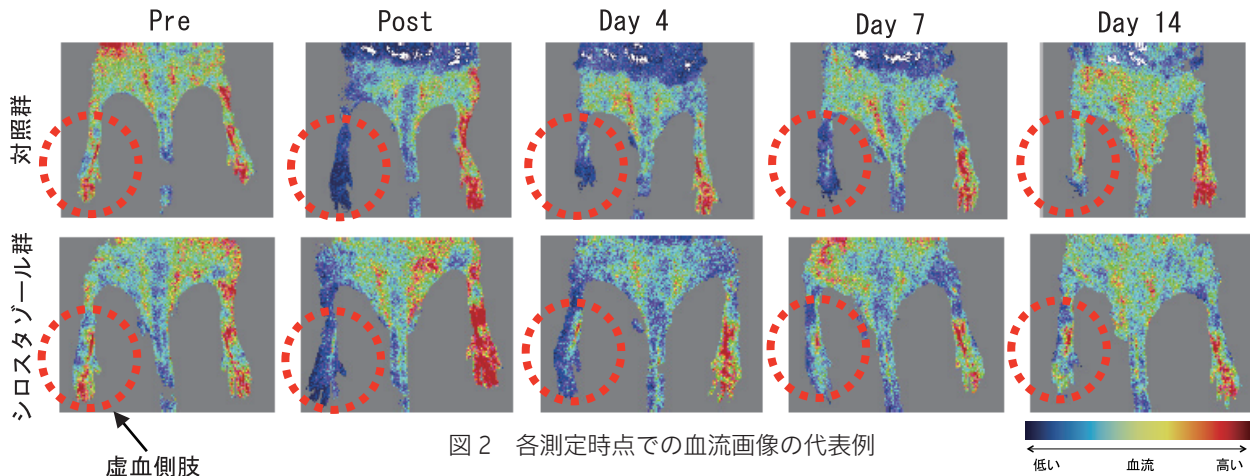 Pre Post Day 4 Day 7 Day 14
対照群
シロスタゾール群
虚血側肢
図2 各測定時点での血流画像の代表例
低い 血流 高い